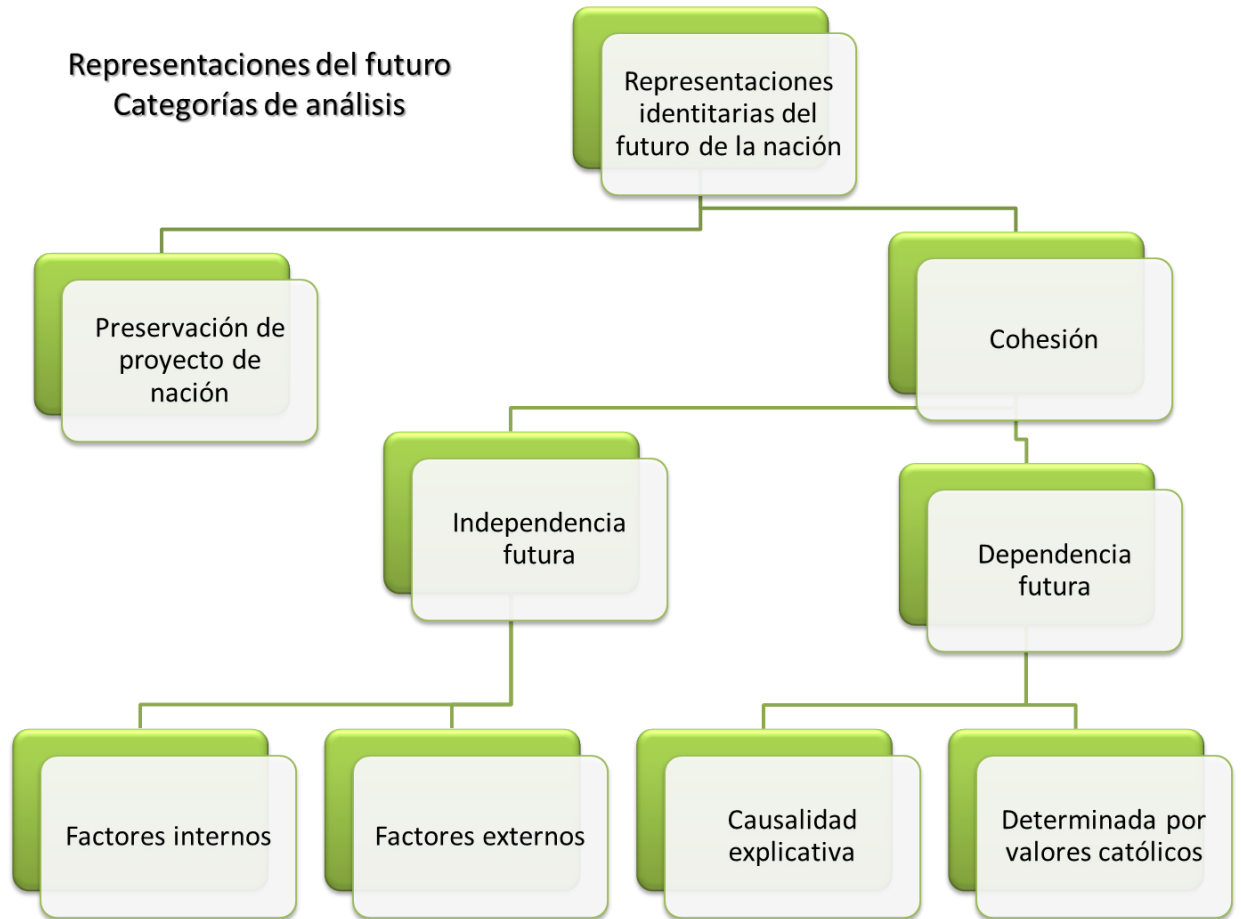 Representaciones del futuro
Categorías de análisis
Representaciones
identitarias del
futuro de la nación
Preservación de
proyecto de
nación
Cohesión
Independencia
futura
Dependencia
futura
Factores internos
Factores externos
Causalidad
explicativa
Determinada por
valores católicos